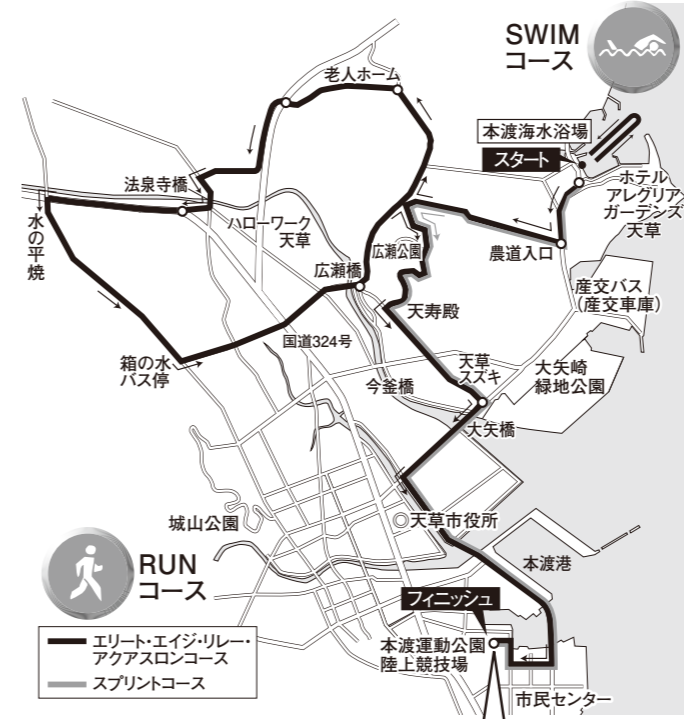 SWIM
コース
老人ホーム
本渡海水浴場
スタート
法泉寺橋
ホテル
アレグリア
ガーデンズ
天草
水の平焼
ハローワーク
天草
広瀬公園
農道入口
広瀬橋
産交バス
(産交車庫)
天寿殿
国道324号
箱の水
バス停
天草
スズキ
大矢崎
緑地公園
今釜橋
大矢橋
城山公園
天草市役所
本渡港
RUN
コース
フィニッシュ
エリート・エイジ・リレー・
アクアスロンコース
スプリントコース
本渡運動公園
陸上競技場
市民センター